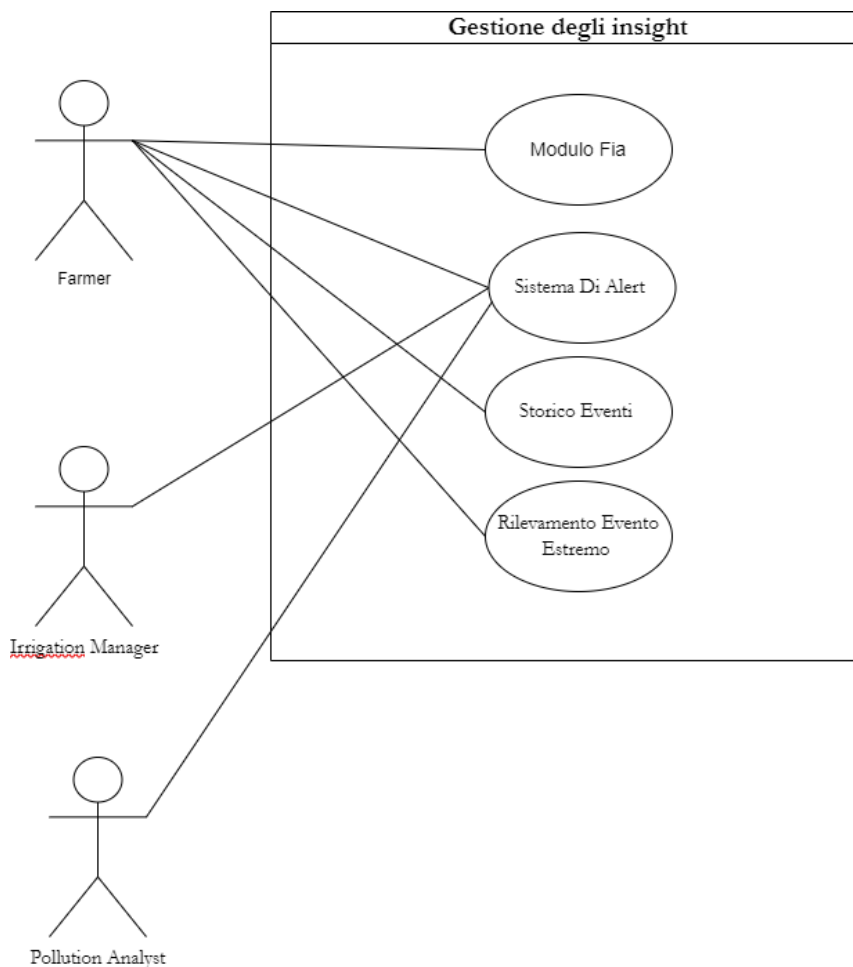 Gestione degli insight
Modulo Fia
Farmer
Sistema Di Alert
Storico Eventi
Rilevamento Evento
Estremo
Irrigation Manager
Pollution Analyst